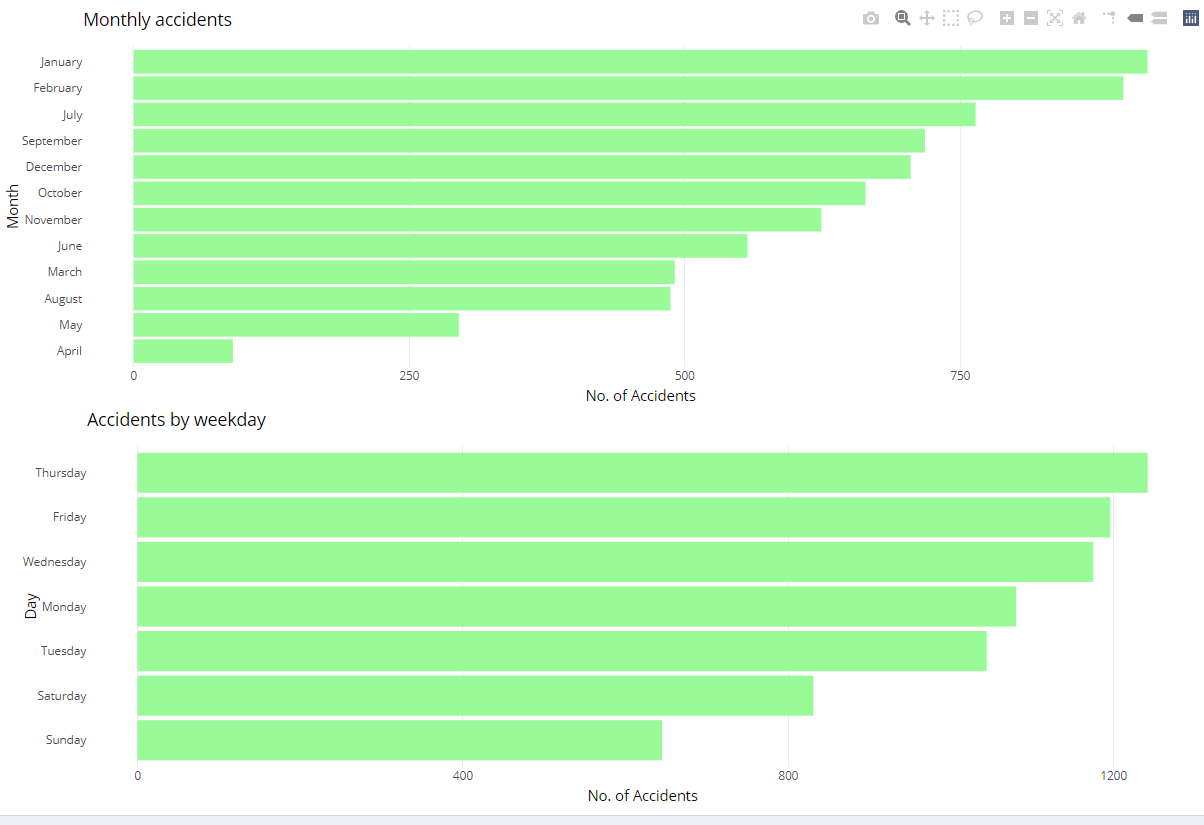 Monthly accidents
Month
January
February
July
September
December
October
November
June
March
August
May
April
0 250 500 750
No. of Accidents
Accidents by weekday
Day
Thursday
Friday
Wednesday
Monday
Tuesday
Saturday
Sunday
0 400 800 1200
No. of Accidents